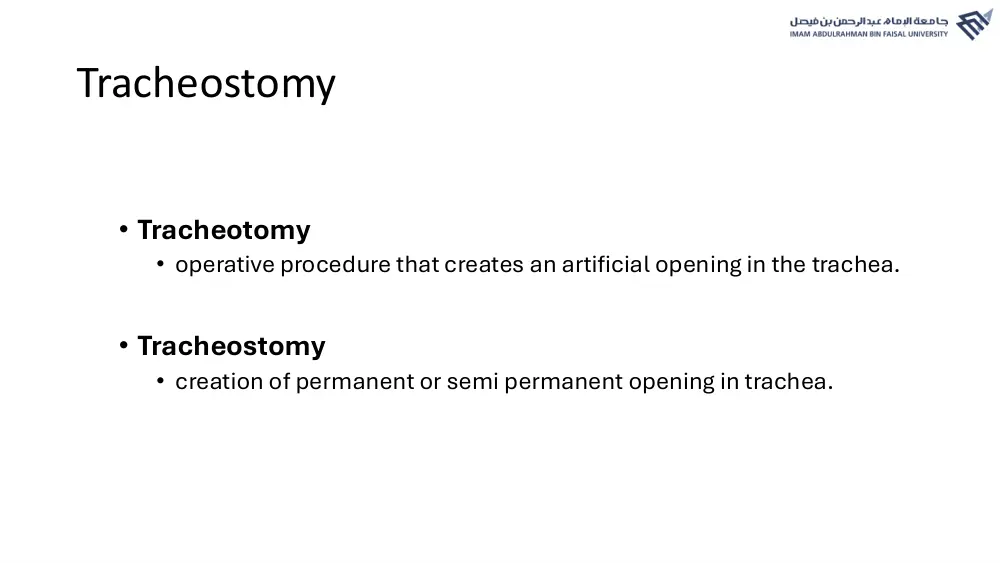 جامعة الإمام عبدالرحمن بن فيصل
IMAM ABDULRAHMAN BIN FAISAL UNIVERSITY
Tracheostomy
• Tracheotomy
• operative procedure that creates an artificial opening in the trachea.
• Tracheostomy
• creation of permanent or semi permanent opening in trachea.